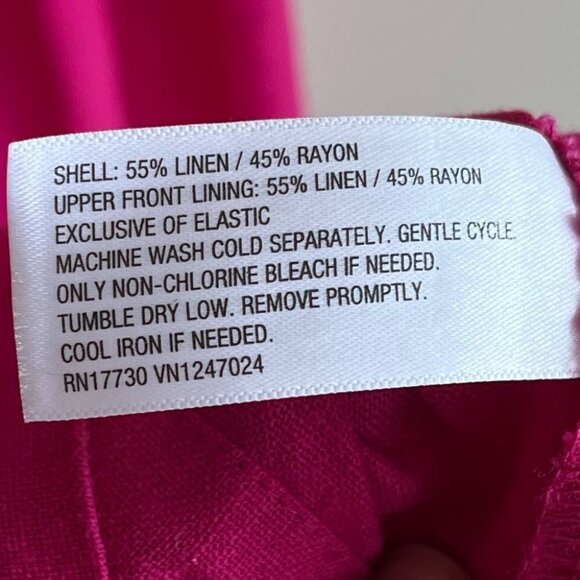 SHELL: 55% LINEN / 45% RAYON
UPPER FRONT LINING: 55% LINEN / 45% RAYON
EXCLUSIVE OF ELASTIC
MACHINE WASH COLD SEPARATELY. GENTLE CYCLE.
ONLY NON-CHLORINE BLEACH IF NEEDED.
TUMBLE DRY LOW. REMOVE PROMPTLY.
COOL IRON IF NEEDED.
RN17730 VN1247024